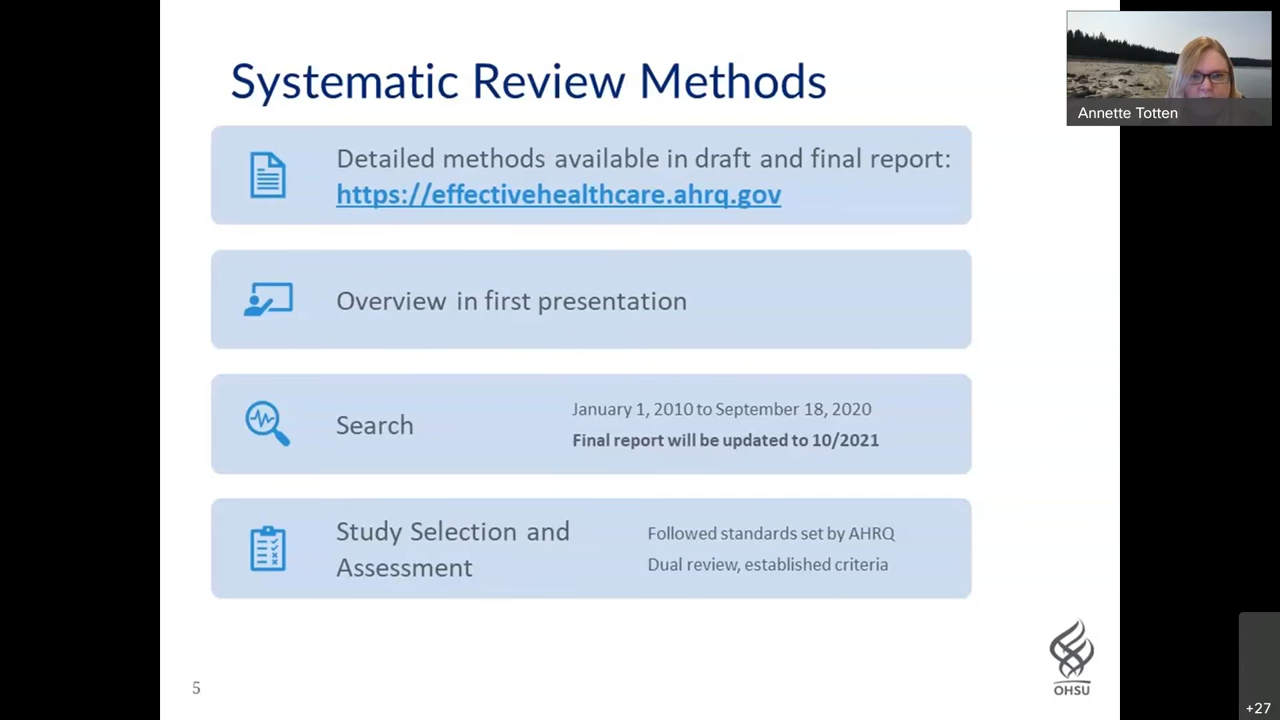 Systematic Review Methods
Annette Totten
Detailed methods available in draft and final report:
https://effectivehealthcare.ahrq.gov
Overview in first presentation
Search
January 1, 2010 to September 18, 2020
Final report will be updated to 10/2021
Study Selection and
Assessment
Followed standards set by AHRQ
Dual review, established criteria
5
OHSU
+27